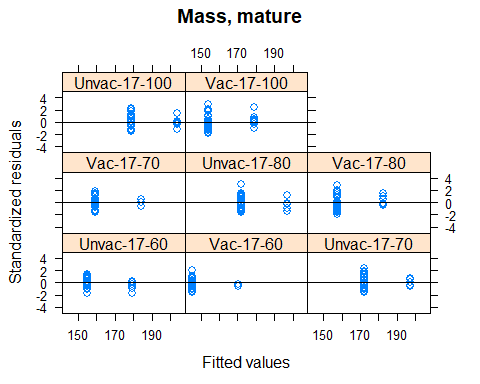 Mass, mature
150 170 190
Unvac-17-100 Vac-17-100
4
2
0
-2
-4
Vac-17-70 Unvac-17-80 Vac-17-80
4
2
0
-2
-4
Unvac-17-60 Vac-17-60 Unvac-17-70
4
2
0
-2
-4
150 170 190 150 170 190
Standardized residuals
Fitted values